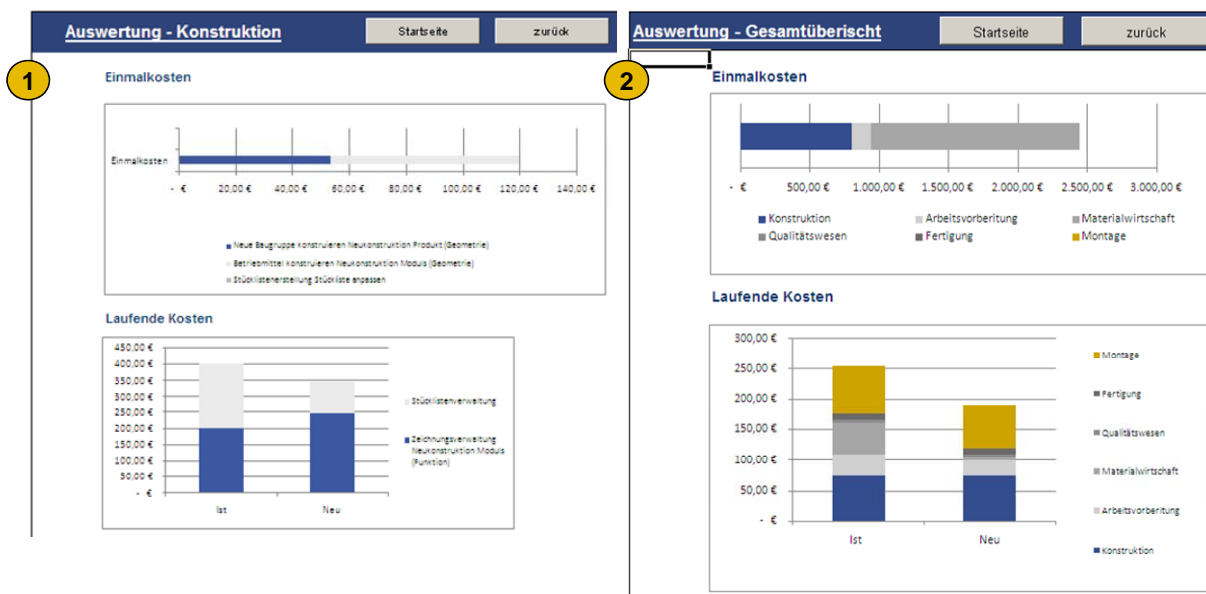 Auswertung - Konstruktion
Startseite
zurück
1
Einmalkosten
Einmalkosten
- €
20,00 €
40,00 €
60,00 €
80,00 €
100,00 €
120,00 €
140,00 €
Neue Baugruppe konstruieren Neukonstruktion Produkt (Geometrie)
Betriebmittel konstruieren Neukonstruktion Moduls (Geometrie)
Stücklistenerstellung Stückliste anpassen
Laufende Kosten
450,00 €
400,00 €
350,00 €
300,00 €
250,00 €
200,00 €
150,00 €
100,00 €
50,00 €
- €
Ist
Neu
Stücklistenverwaltung
Zeichnungsverwaltung
Neukonstruktion Moduls
(Funktion)
Auswertung - Gesamtüberischt
Startseite
zurück
2
Einmalkosten
- €
500,00 €
1.000,00 €
1.500,00 €
2.000,00 €
2.500,00 €
3.000,00 €
Konstruktion
Arbeitsvorberitung
Materialwirtschaft
Qualitätswesen
Fertigung
Montage
Laufende Kosten
300,00 €
250,00 €
200,00 €
150,00 €
100,00 €
50,00 €
- €
Ist
Neu
Montage
Fertigung
Qualitätswesen
Materialwirtschaft
Arbeitsvorberitung
Konstruktion